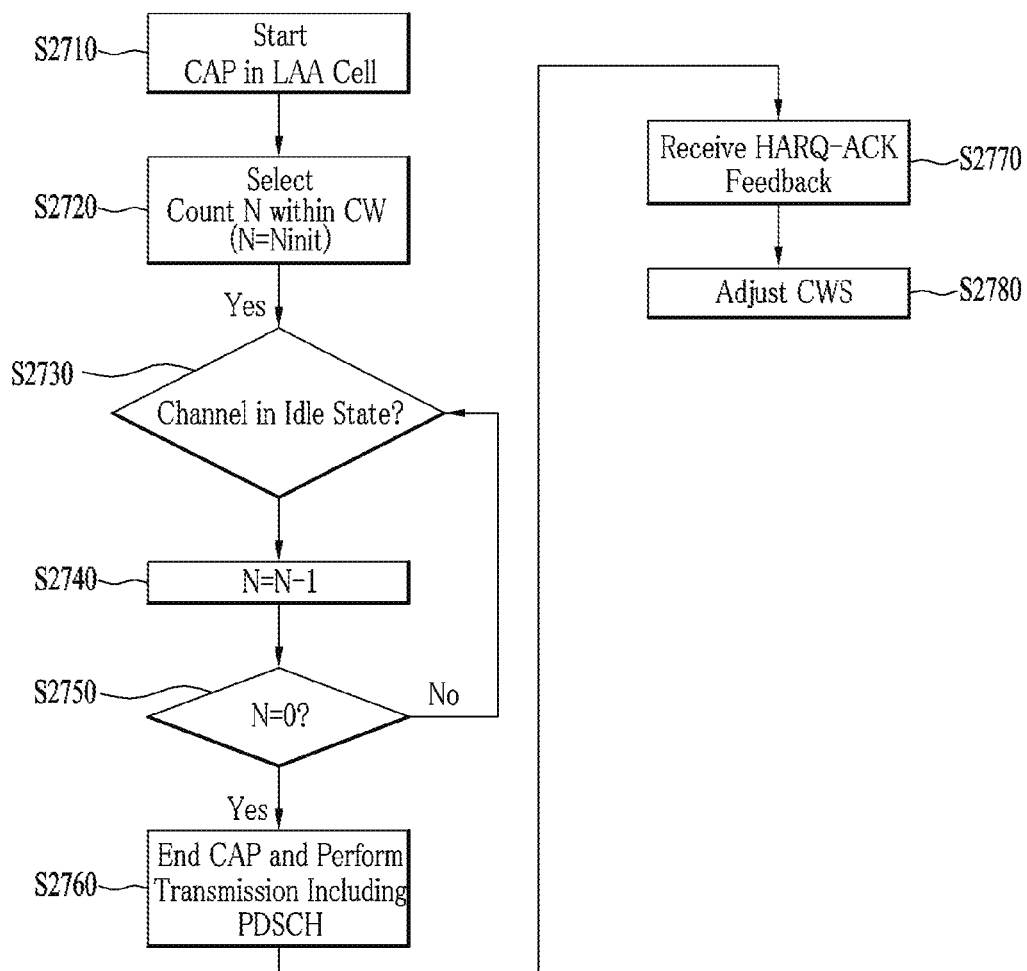 S2710
Start
CAP in LAA Cell
S2720
Select
Count N within CW
(N=Ninit)
Yes
S2730
Channel in Idle State?
S2740
N=N-1
S2750
N=0?
No
Yes
S2760
End CAP and Perform
Transmission Including
PDSCH
Receive HARQ-ACK
Feedback
S2770
Adjust CWS
S2780